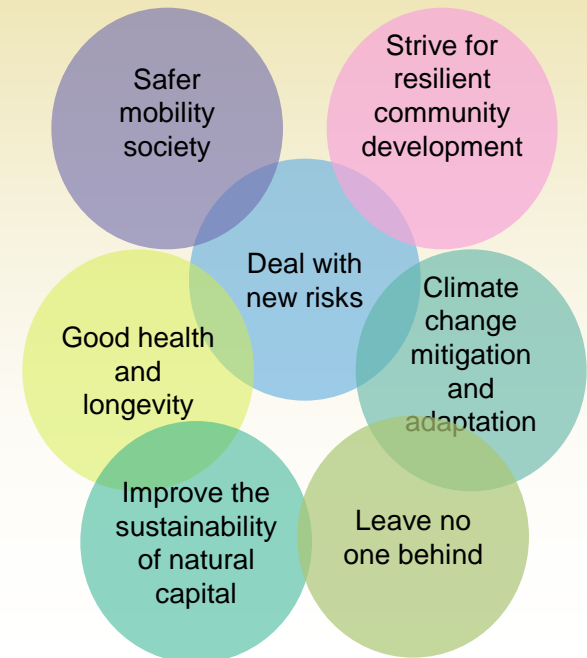 Safer
mobility
society
Strive for
resilient
community
development
Deal with
new risks
Good health
and
longevity
Climate
change
mitigation
and
adaptation
Improve the
sustainability
of natural
capital
Leave no
one behind